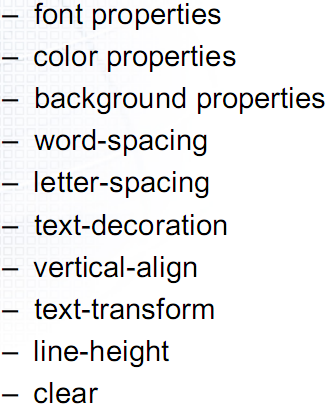 – font properties
– color properties
– background properties
– word-spacing
– letter-spacing
– text-decoration
– vertical-align
– text-transform
– line-height
– clear